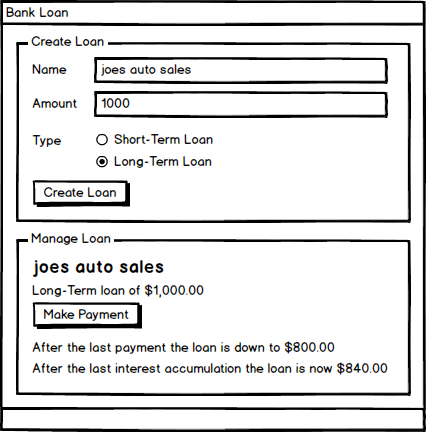 Bank Loan
Create Loan
Name joes auto sales
Amount 1000
Type Short-Term Loan
Long-Term Loan
Create Loan
Manage Loan
joes auto sales
Long-Term loan of $1,000.00
Make Payment
After the last payment the loan is down to $800.00
After the last interest accumulation the loan is now $840.00